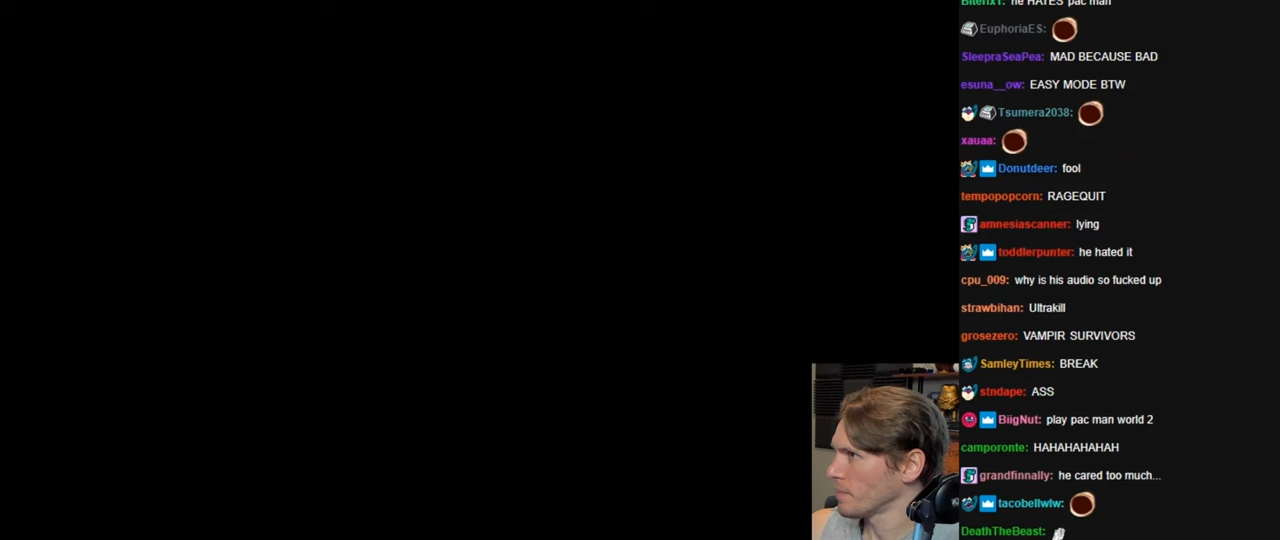 BiteflxT: he HATES pac man
EuphoriaES:
SleepraSeaPea: MAD BECAUSE BAD
esuna__ow: EASY MODE BTW
Tsumera2038:
xauaa:
Donutdeer: fool
tempopopcorn: RAGEQUIT
amnesiascanner: lying
toddlerpunter: he hated it
cpu_009: why is his audio so fucked up
strawbihan: Ultrakill
grosezero: VAMPIR SURVIVORS
SamleyTimes: BREAK
stndape: ASS
BiigNut: play pac man world 2
camporonte: HAHAHAHAHAH
grandfinnally: he cared too much...
tacobellwlw:
DeathTheBeast: